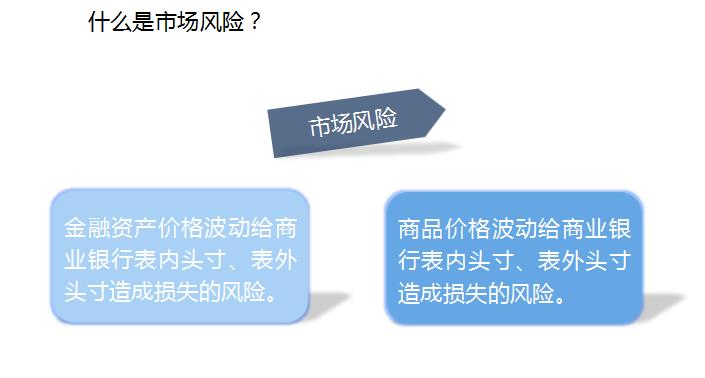 什么是市场风险？
市场风险
金融资产价格波动给商
业银行表内头寸、表外
头寸造成损失的风险。
商品价格波动给商业银
行表内头寸、表外头寸
造成损失的风险。